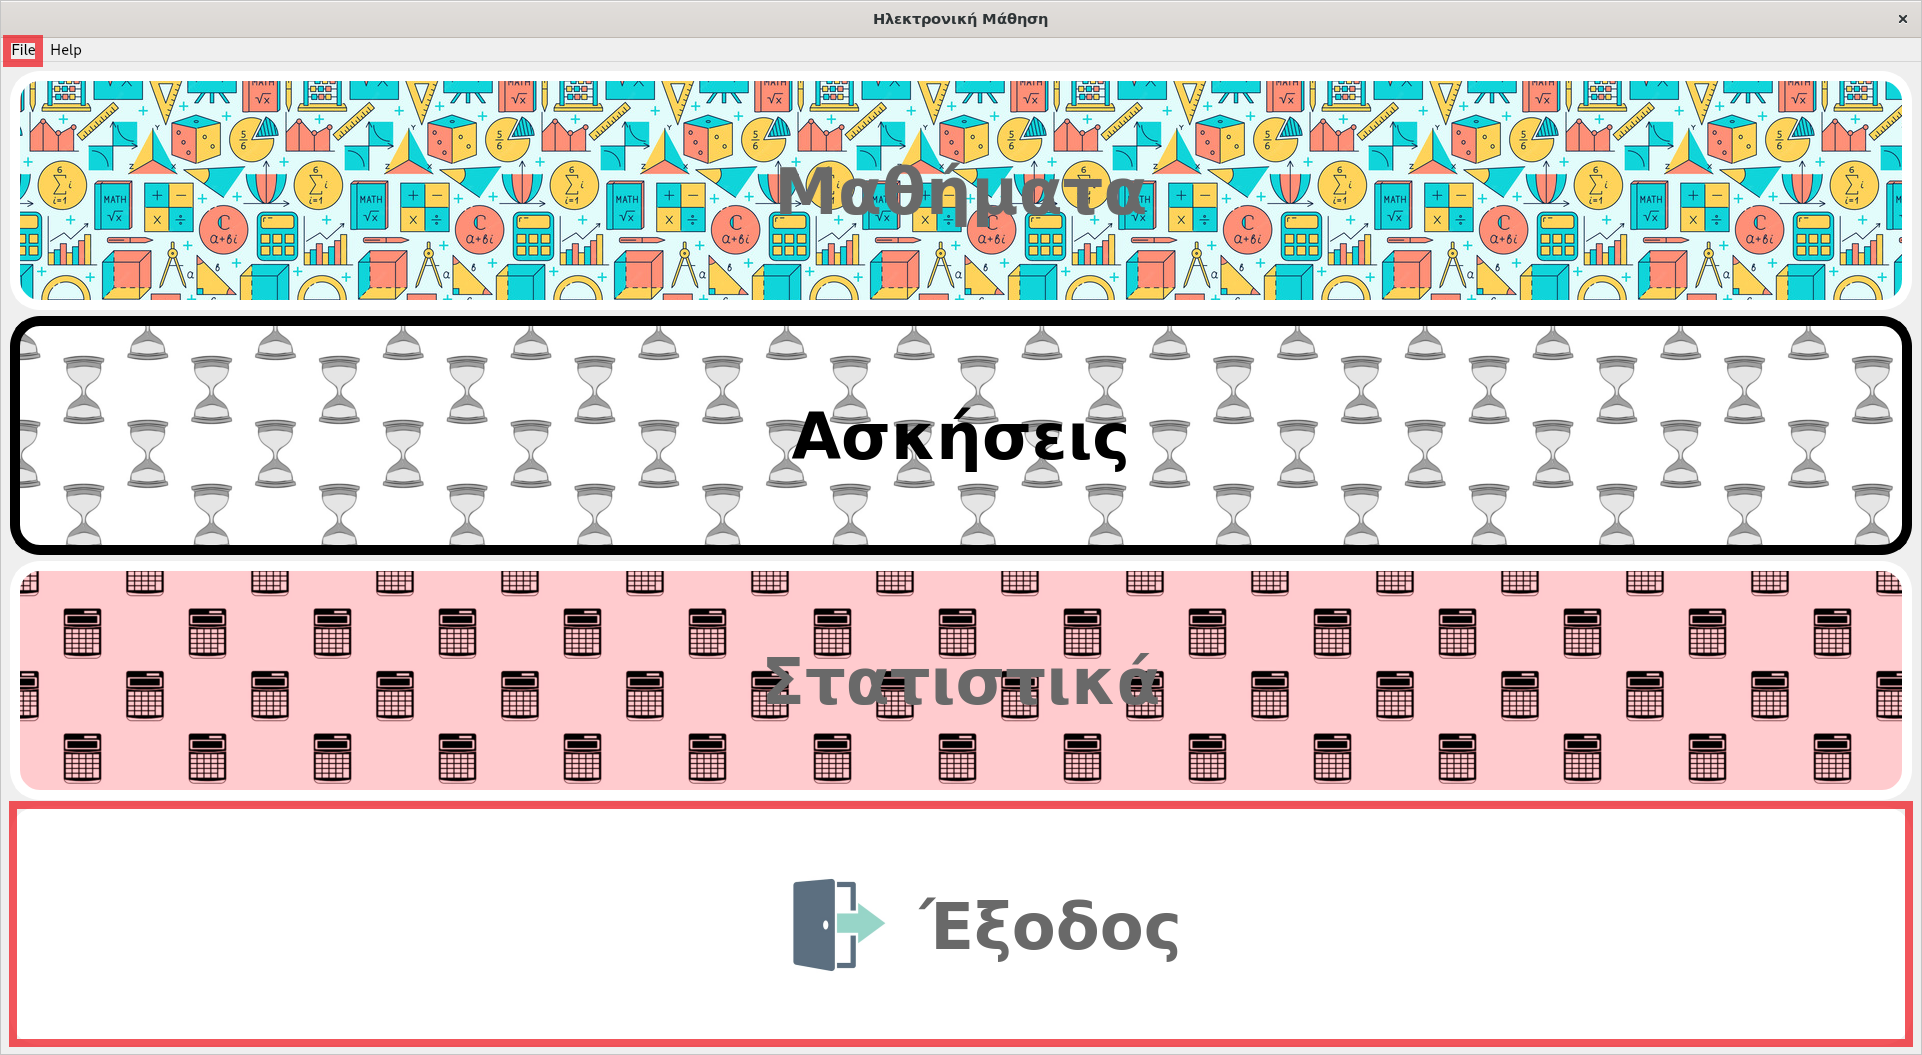 Ηλεκτρονική Μάθηση
File Help
Μαθήματα
Ασκήσεις
Στατιστικά
Έξοδος